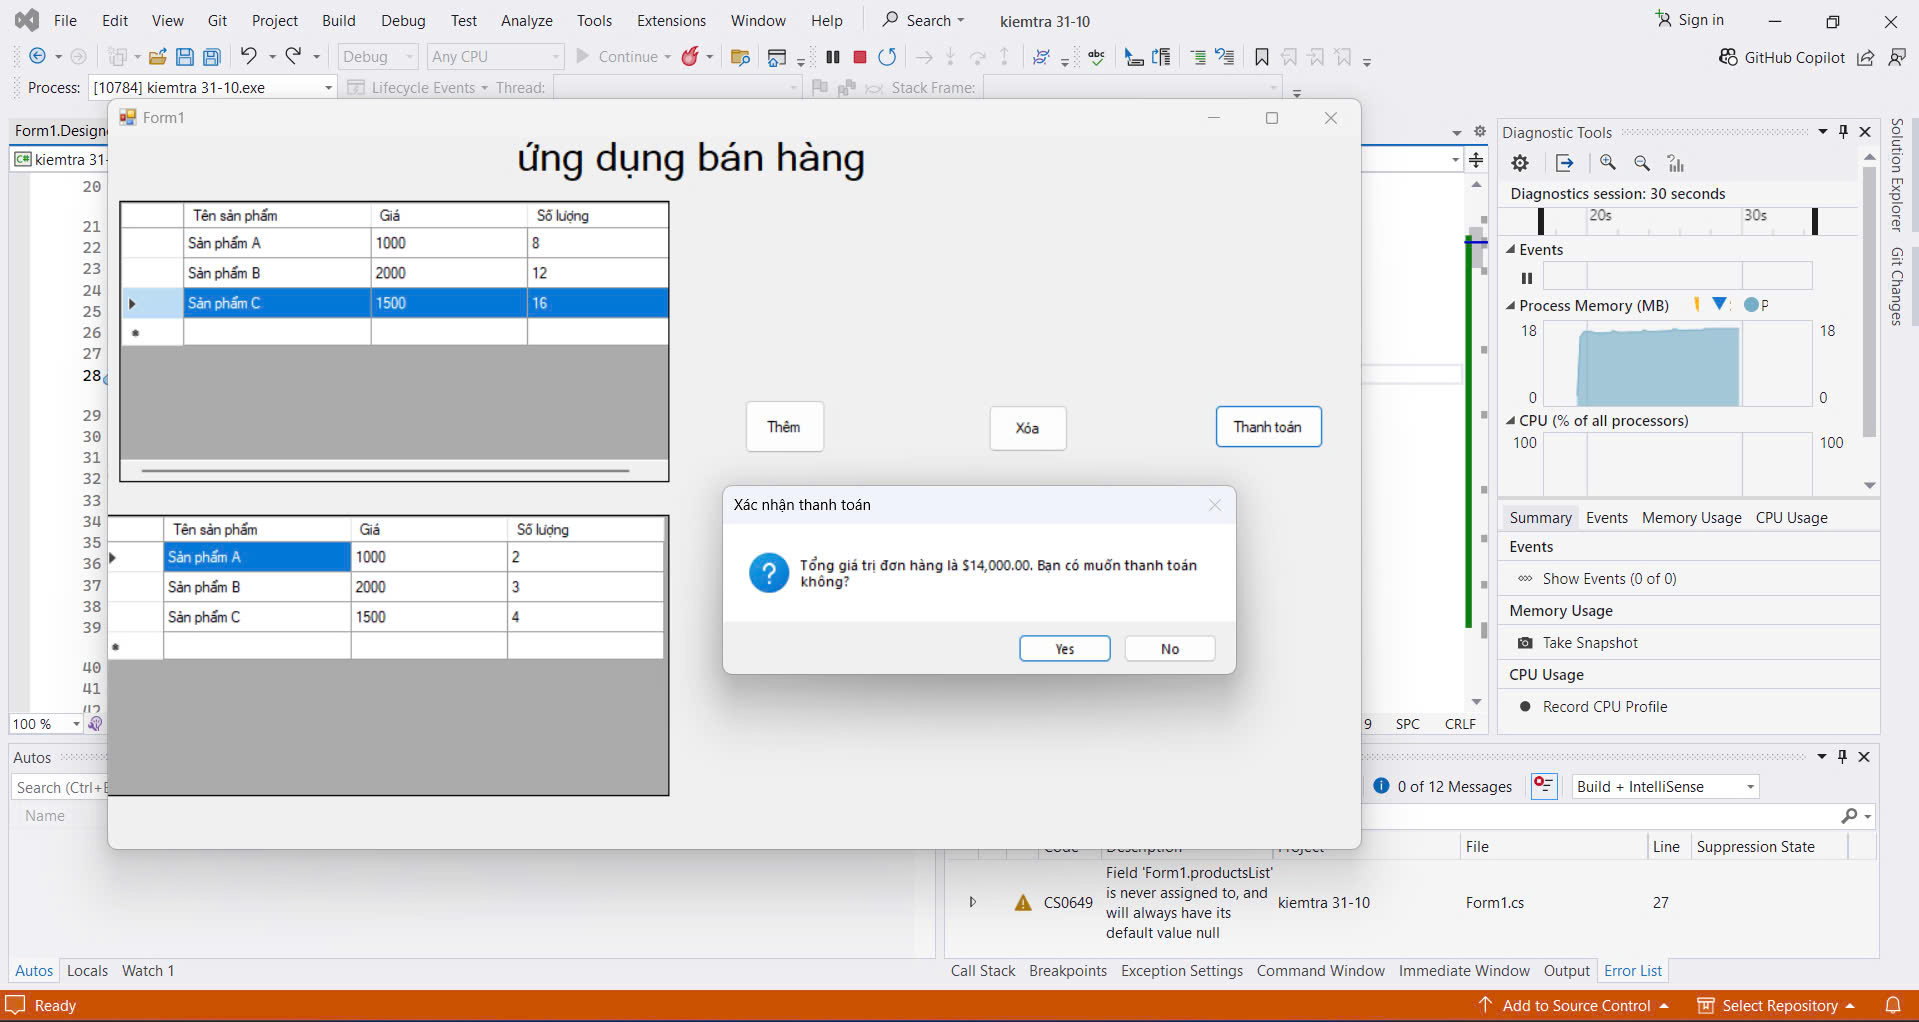 File Edit View Git Project Build Debug Test Analyze Tools Extensions Window Help Search kiemtra 31-10 Sign in
Debug Any CPU Continue GitHub Copilot
Process: [10784] kiemtra 31-10.exe Lifecycle Events Thread: Stack Frame:
Form1
ứng dụng bán hàng
Tên sản phẩm Giá Số lượng
Sản phẩm A 1000 8
Sản phẩm B 2000 12
Sản phẩm C 1500 16
Thêm Xóa Thanh toán
Tên sản phẩm Giá Số lượng
Sản phẩm A 1000 2
Sản phẩm B 2000 3
Sản phẩm C 1500 4
Xác nhận thanh toán
Tổng giá trị đơn hàng là $14,000.00. Bạn có muốn thanh toán
không?
Yes No
Form1.Design
kiemtra 31-
20
21
22
23
24
25
26
27
28
29
30
31
32
33
34
35
36
37
38
39
40
41
42
100 %
9 SPC CRLF
Diagnostic Tools
Diagnostics session: 30 seconds
20s 30s
Events
Process Memory (MB) P
18 18
0 0
CPU (% of all processors)
100 100
Summary Events Memory Usage CPU Usage
Events
Show Events (0 of 0)
Memory Usage
Take Snapshot
CPU Usage
Record CPU Profile
Solution Explorer
Git Changes
Autos
Search (Ctrl+E
Name
Autos Locals Watch 1
0 of 12 Messages Build + IntelliSense
Code Description Project File Line Suppression State
CS0649 Field 'Form1.productsList'
is never assigned to, and
will always have its
default value null
kiemtra 31-10 Form1.cs 27
Call Stack Breakpoints Exception Settings Command Window Immediate Window Output Error List
Ready Add to Source Control Select Repository